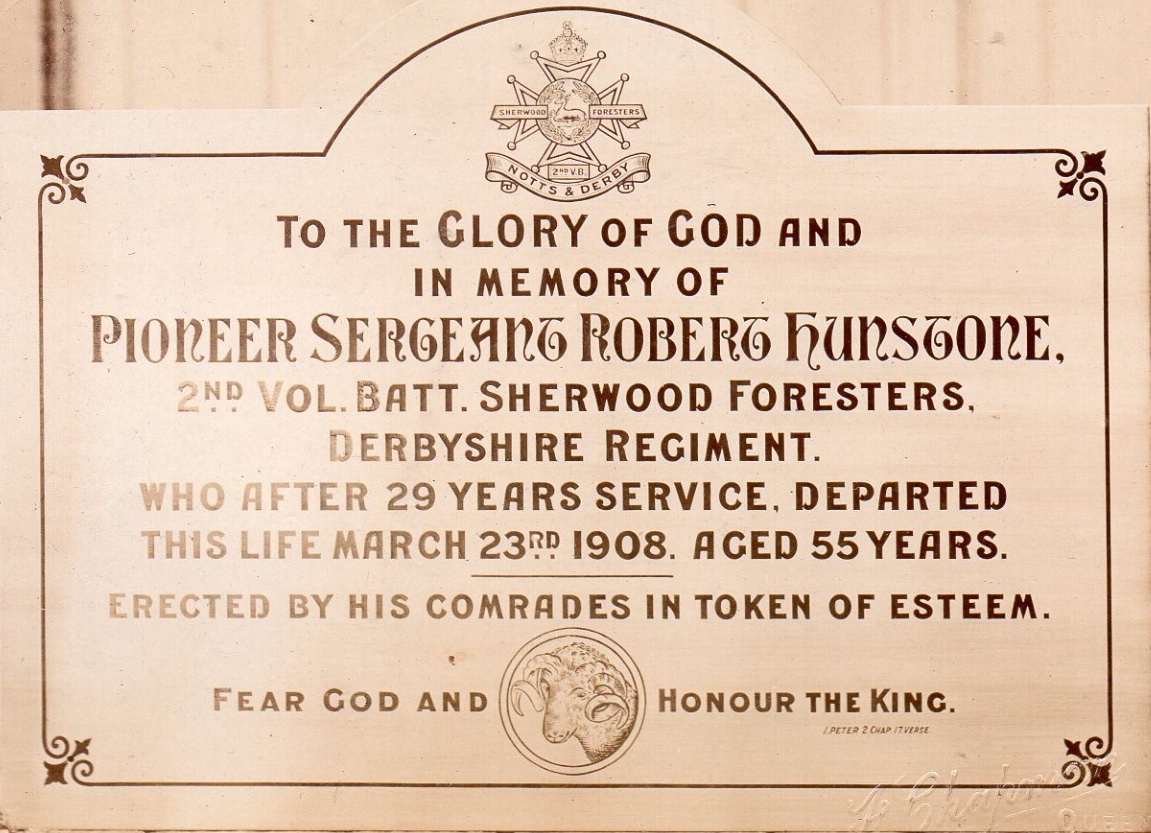 SHERWOOD FORESTERS
2ND V.B.
NOTTS & DERBY
TO THE GLORY OF GOD AND
IN MEMORY OF
PIONEER SERGEANT ROBERT HUNSTONE,
2ND VOL. BATT. SHERWOOD FORESTERS,
DERBYSHIRE REGIMENT.
WHO AFTER 29 YEARS SERVICE, DEPARTED
THIS LIFE MARCH 23RD 1908. AGED 55 YEARS.
ERECTED BY HIS COMRADES IN TOKEN OF ESTEEM.
FEAR GOD AND HONOUR THE KING.
1.PETER 2 CHAP. 17.VERSE.